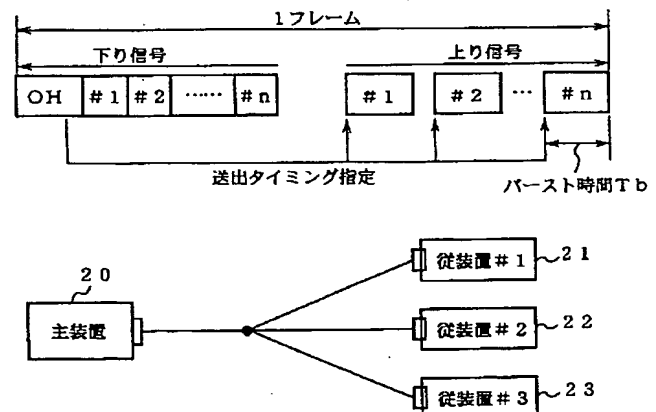 1フレーム
下り信号 上り信号
OH #1 #2 …… #n #1 #2 … #n
送出タイミング指定
バースト時間Tb
20
主装置
従装置#1 21
従装置#2 22
従装置#3 23